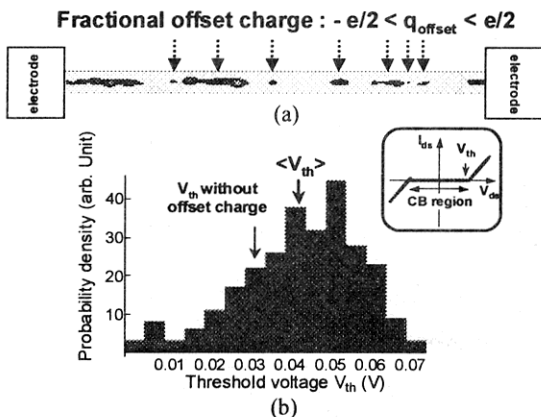 Fractional offset charge : - e/2 < q_offset < e/2
electrode
electrode
(a)
<V_th>
V_th without
offset charge
I_ds
V_th
V_ds
CB region
Probability density (arb. Unit)
40
30
20
10
0.01 0.02 0.03 0.04 0.05 0.06 0.07
Threshold voltage V_th (V)
(b)